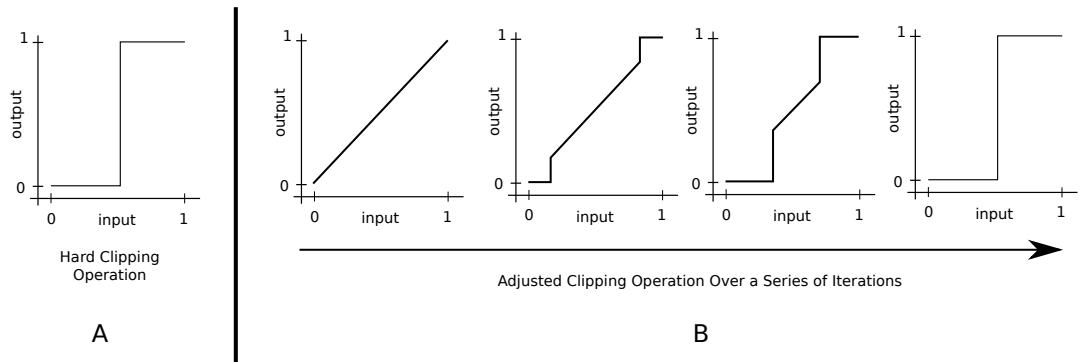 1
output
0
0
input
1
Hard Clipping
Operation
A
1
output
0
0
input
1
1
output
0
0
input
1
1
output
0
0
input
1
1
output
0
0
input
1
Adjusted Clipping Operation Over a Series of Iterations
B